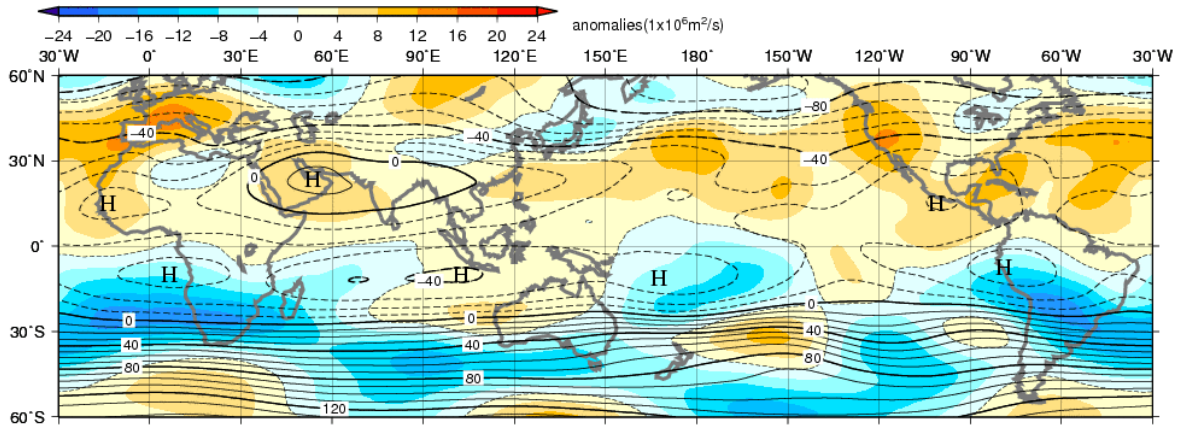 −24 −20 −16 −12 −8 −4 0 4 8 12 16 20 24
anomalies(1x10⁶m²/s)
30˚W 0˚ 30˚E 60˚E 90˚E 120˚E 150˚E 180˚ 150˚W 120˚W 90˚W 60˚W 30˚W
60˚N
−80
−40 −40
30˚N 0 −40
0 H
H H
0˚
H H H H
−40
0
0 0
30˚S 40
40 40
80 80
80
120
60˚S